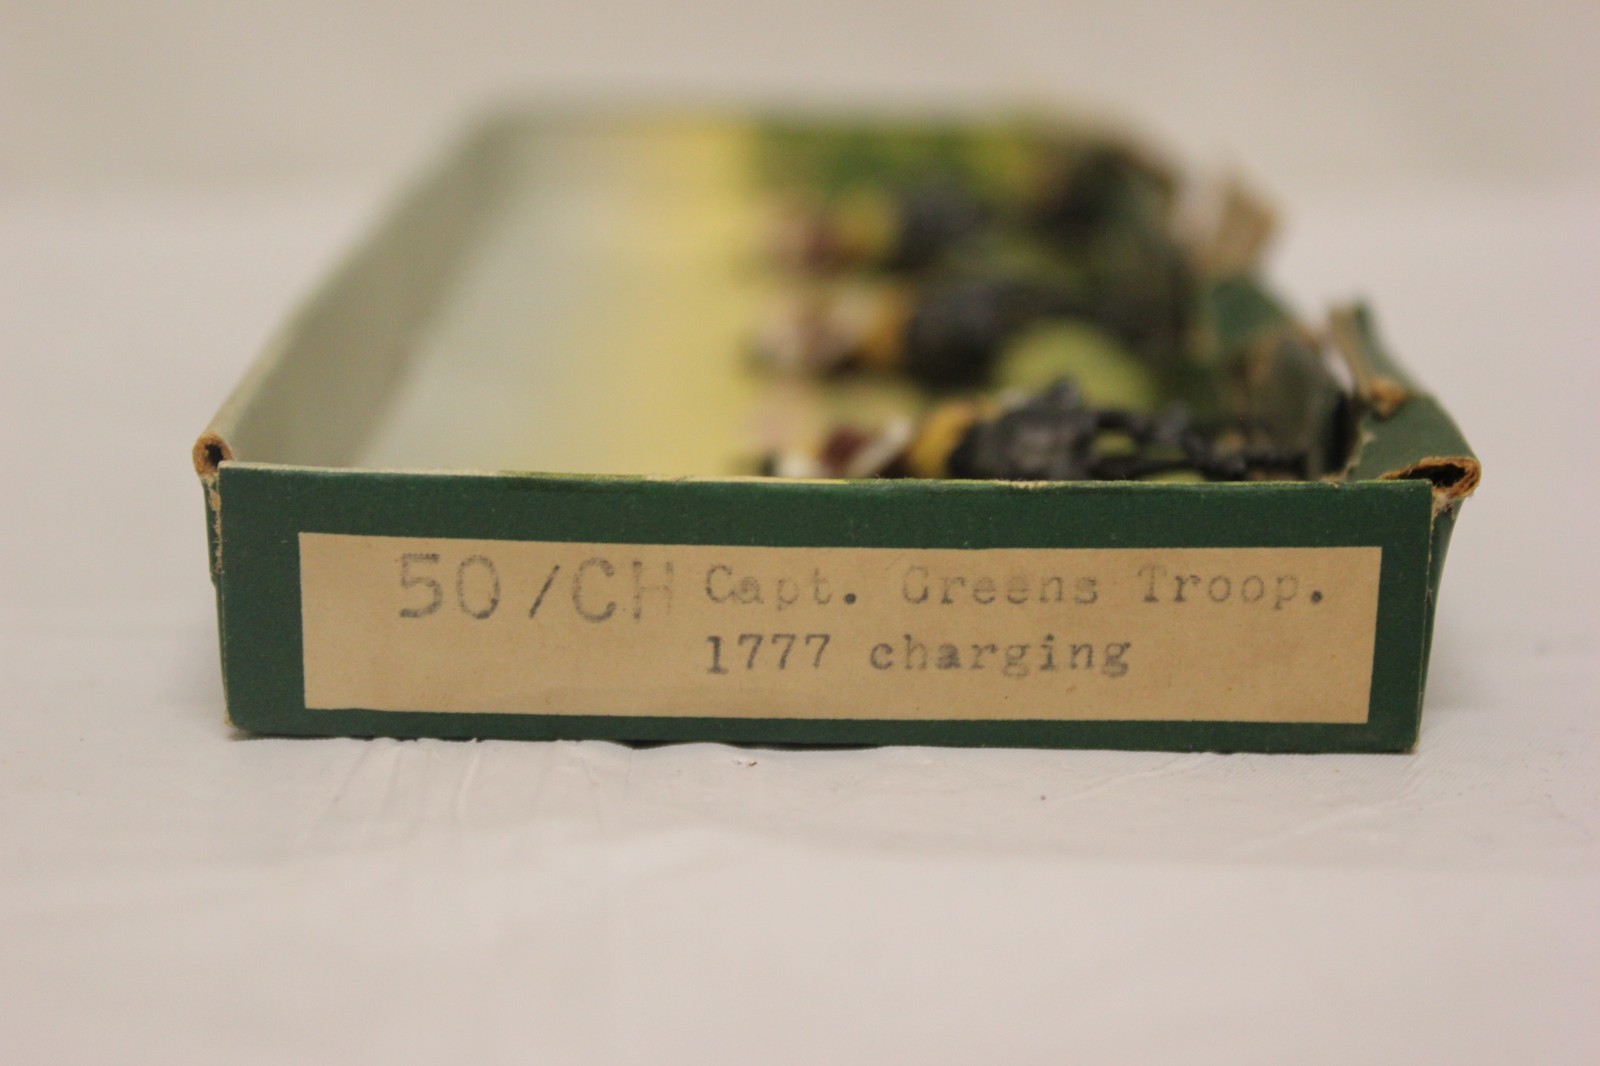 50/CH Capt. Greens Troop.
1777 charging